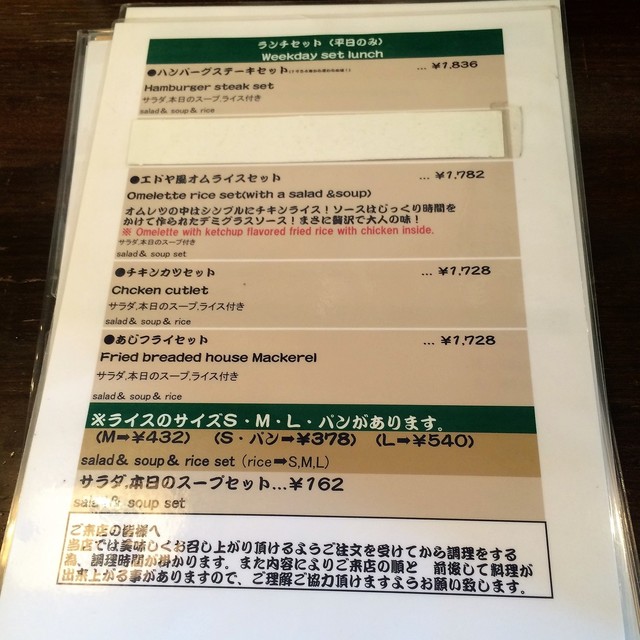 ランチセット（平日のみ）
Weekday set lunch
●ハンバーグステーキセット
… ￥1,836
Hamburger steak set
サラダ,本日のスープ,ライス付き
salad& soup& rice
●エドヤ風オムライスセット
… ￥1,782
Omelette rice set(with a salad &soup)
オムレツの中はシンプルにチキンライス！ソースはじっくり時間を
かけて作られたデミグラスソース！まさに贅沢で大人の味！
※ Omelette with ketchup flavored fried rice with chicken inside.
サラダ,本日のスープ付き
salad& soup set
●チキンカツセット
… ￥1,728
Chcken cutlet
サラダ,本日のスープ,ライス付き
salad& soup& rice
●あじフライセット
… ￥1,728
Fried breaded house Mackerel
サラダ,本日のスープ,ライス付き
salad& soup& rice
※ライスのサイズS・M・L・パンがあります。
（M➡￥432）　（S・パン➡￥378）　（L➡￥540）
salad& soup& rice set (rice➡S,M,L)
サラダ,本日のスープセット…￥162
salad& soup set
ご来店の皆様へ
当店では美味しくお召し上がり頂けるようご注文を受けてから調理をする
為、調理時間が掛かります。また内容によりご来店の順と　前後して料理が
出来上がる事がありますので、ご理解ご協力頂けますようお願い致します。